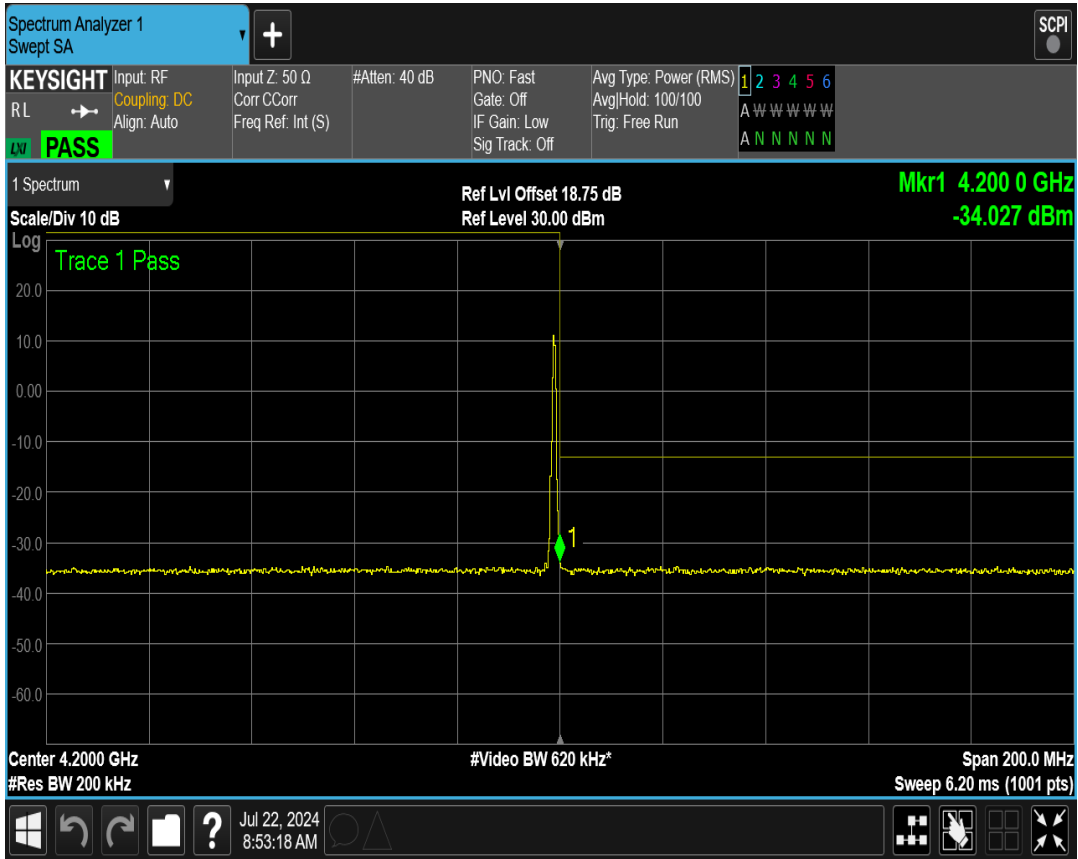 Spectrum Analyzer 1
Swept SA
+
SCPI
KEYSIGHT
R L
LXI
PASS
Input: RF
Coupling: DC
Align: Auto
Input Z: 50 Ω
Corr CCorr
Freq Ref: Int (S)
#Atten: 40 dB
PNO: Fast
Gate: Off
IF Gain: Low
Sig Track: Off
Avg Type: Power (RMS)
Avg|Hold: 100/100
Trig: Free Run
1 2 3 4 5 6
A W W W W W
A N N N N N
1 Spectrum
Scale/Div 10 dB
Ref Lvl Offset 18.75 dB
Ref Level 30.00 dBm
Mkr1 4.200 0 GHz
-34.027 dBm
Log
Trace 1 Pass
20.0
10.0
0.00
-10.0
-20.0
-30.0
1
-40.0
-50.0
-60.0
Center 4.2000 GHz
#Res BW 200 kHz
#Video BW 620 kHz*
Span 200.0 MHz
Sweep 6.20 ms (1001 pts)
?
Jul 22, 2024
8:53:18 AM